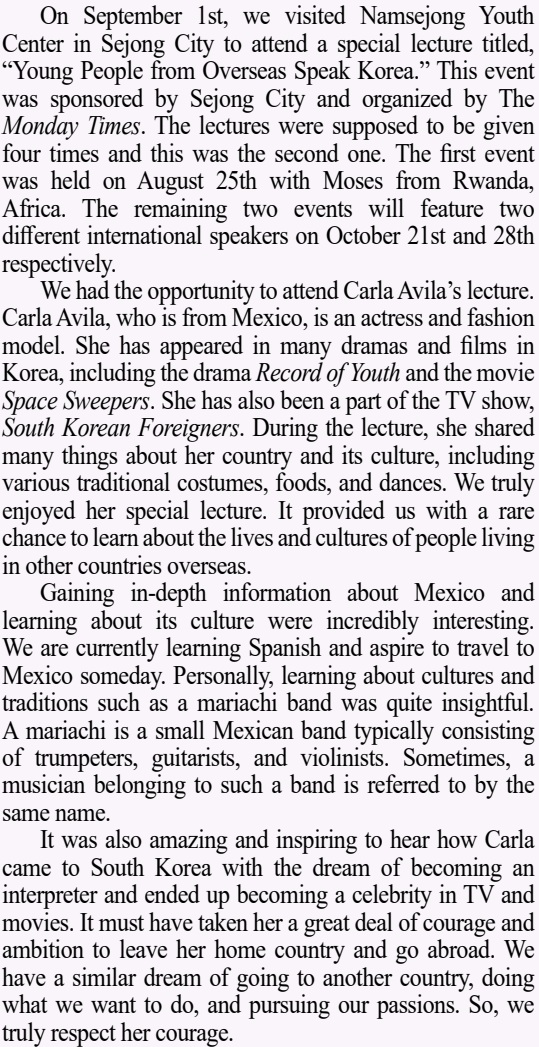 On September 1st, we visited Namsejong Youth
Center in Sejong City to attend a special lecture titled,
“Young People from Overseas Speak Korea.” This event
was sponsored by Sejong City and organized by The
Monday Times. The lectures were supposed to be given
four times and this was the second one. The first event
was held on August 25th with Moses from Rwanda,
Africa. The remaining two events will feature two
different international speakers on October 21st and 28th
respectively.
We had the opportunity to attend Carla Avila’s lecture.
Carla Avila, who is from Mexico, is an actress and fashion
model. She has appeared in many dramas and films in
Korea, including the drama Record of Youth and the movie
Space Sweepers. She has also been a part of the TV show,
South Korean Foreigners. During the lecture, she shared
many things about her country and its culture, including
various traditional costumes, foods, and dances. We truly
enjoyed her special lecture. It provided us with a rare
chance to learn about the lives and cultures of people living
in other countries overseas.
Gaining in-depth information about Mexico and
learning about its culture were incredibly interesting.
We are currently learning Spanish and aspire to travel to
Mexico someday. Personally, learning about cultures and
traditions such as a mariachi band was quite insightful.
A mariachi is a small Mexican band typically consisting
of trumpeters, guitarists, and violinists. Sometimes, a
musician belonging to such a band is referred to by the
same name.
It was also amazing and inspiring to hear how Carla
came to South Korea with the dream of becoming an
interpreter and ended up becoming a celebrity in TV and
movies. It must have taken her a great deal of courage and
ambition to leave her home country and go abroad. We
have a similar dream of going to another country, doing
what we want to do, and pursuing our passions. So, we
truly respect her courage.